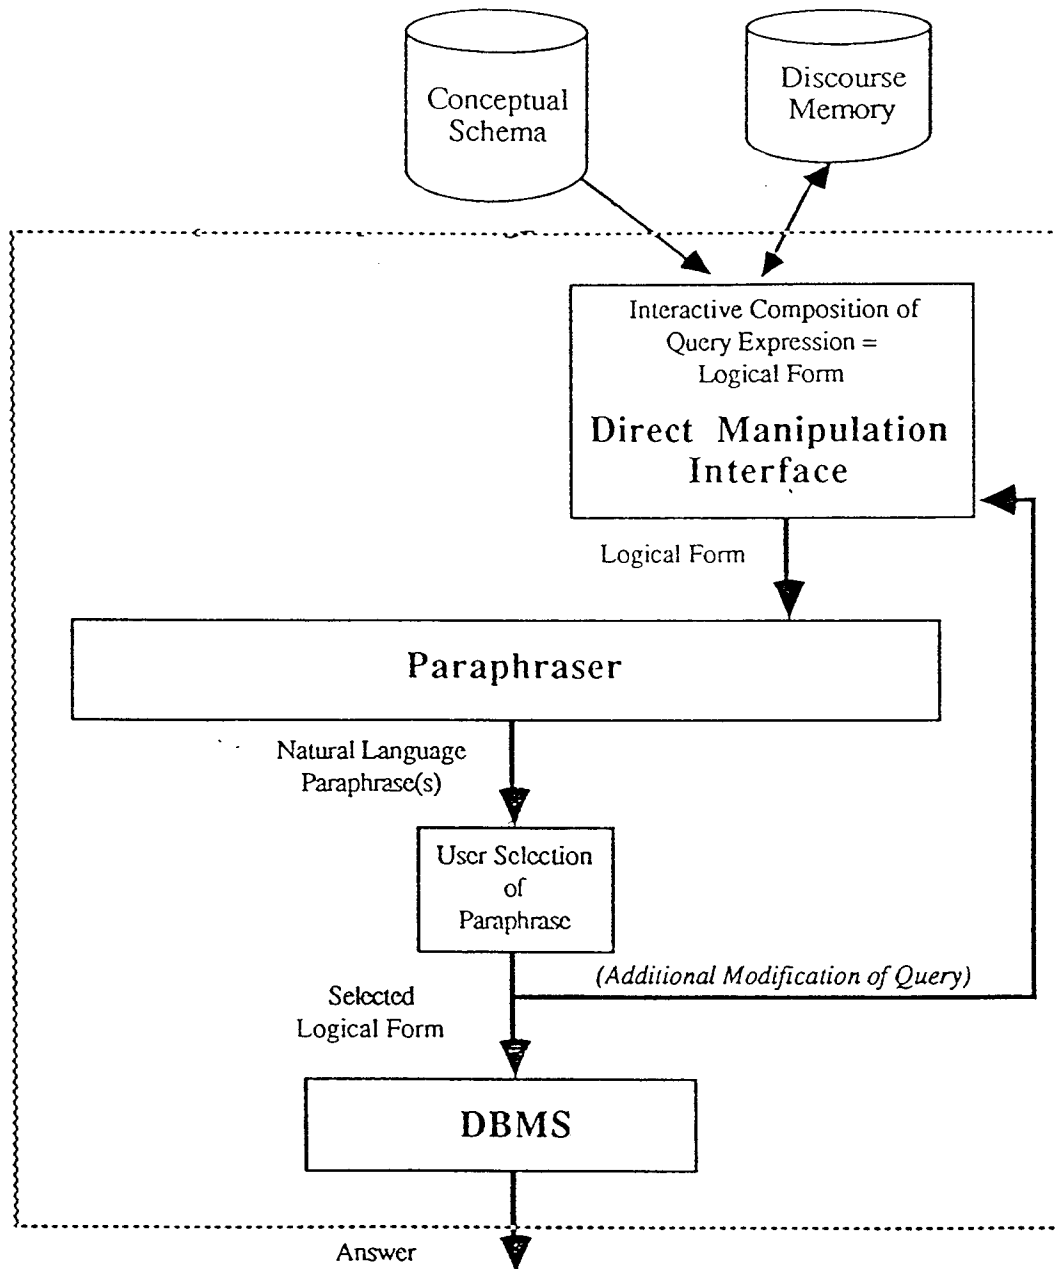 Conceptual
Schema
Discourse
Memory
Interactive Composition of
Query Expression =
Logical Form
Direct Manipulation
Interface
Logical Form
Paraphraser
Natural Language
Paraphrase(s)
User Selection
of
Paraphrase
(Additional Modification of Query)
Selected
Logical Form
DBMS
Answer